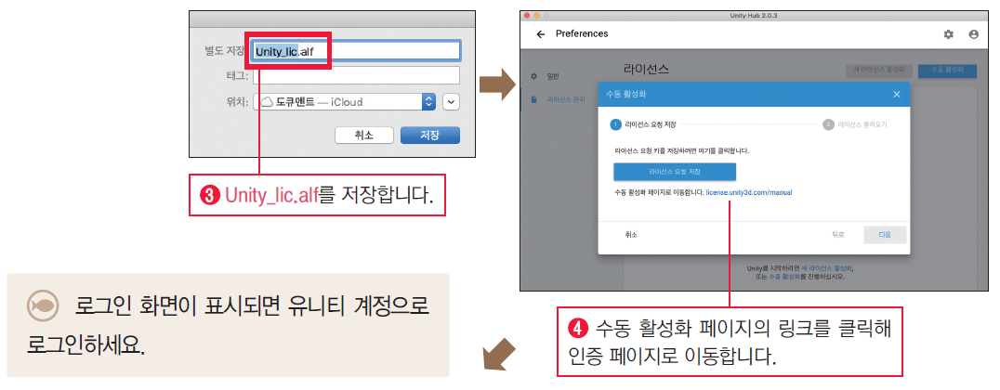 별도 저장: Unity_lic.alf
태그:
위치: 도큐멘트 — iCloud
취소 저장
❸ Unity_lic.alf를 저장합니다.
Unity Hub 2.0.3
Preferences
일반
라이선스 관리
라이선스
새 라이선스 활성화 수동 활성화
수동 활성화
1 라이선스 요청 저장 2 라이선스 불러오기
라이선스 요청 키를 저장하려면 여기를 클릭합니다.
라이선스 요청 저장
수동 활성화 페이지로 이동합니다. license.unity3d.com/manual
취소 뒤로 다음
Unity를 시작하려면 새 라이선스 활성화,
또는 수동 활성화를 진행하십시오.
❹ 수동 활성화 페이지의 링크를 클릭해
인증 페이지로 이동합니다.
로그인 화면이 표시되면 유니티 계정으로
로그인하세요.